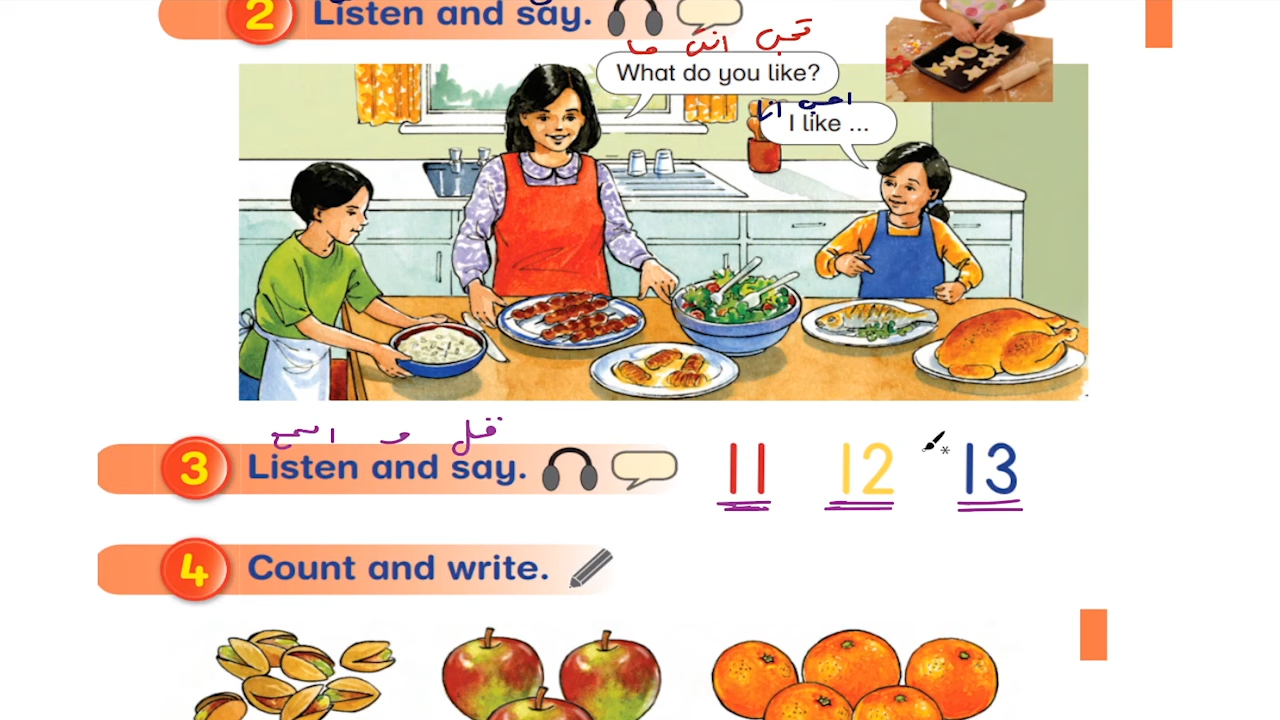 2 Listen and say.
ما انت تحب
What do you like?
انا احب
I like ...
اسمع و قل
3 Listen and say. 11 12 13
4 Count and write.